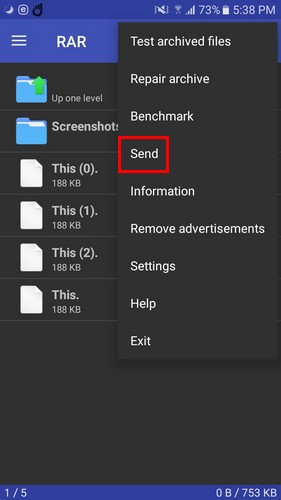 73% 5:38 PM
RAR
Up one level
Screenshots
This (0).
188 KB
This (1).
188 KB
This (2).
188 KB
This.
188 KB
Test archived files
Repair archive
Benchmark
Send
Information
Remove advertisements
Settings
Help
Exit
1 / 5
0 B / 753 KB